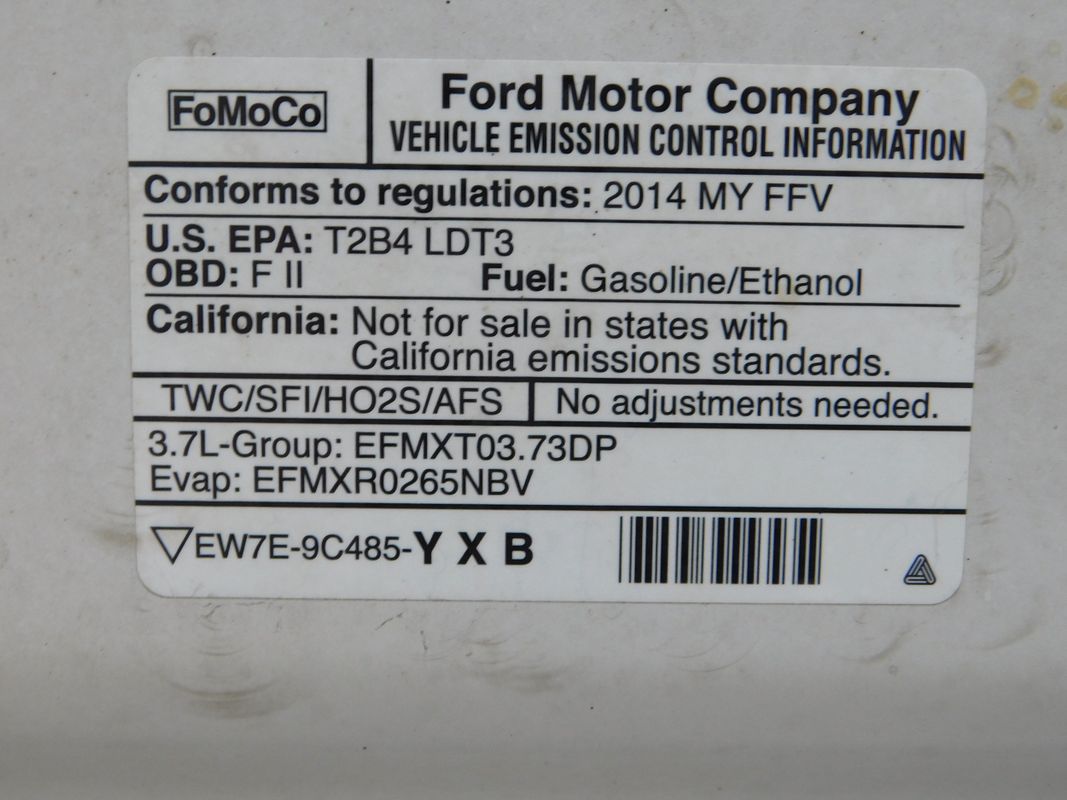 FoMoCo
Ford Motor Company
VEHICLE EMISSION CONTROL INFORMATION
Conforms to regulations: 2014 MY FFV
U.S. EPA: T2B4 LDT3
OBD: F II Fuel: Gasoline/Ethanol
California: Not for sale in states with
California emissions standards.
TWC/SFI/HO2S/AFS No adjustments needed.
3.7L-Group: EFMXT03.73DP
Evap: EFMXR0265NBV
EW7E-9C485-Y X B